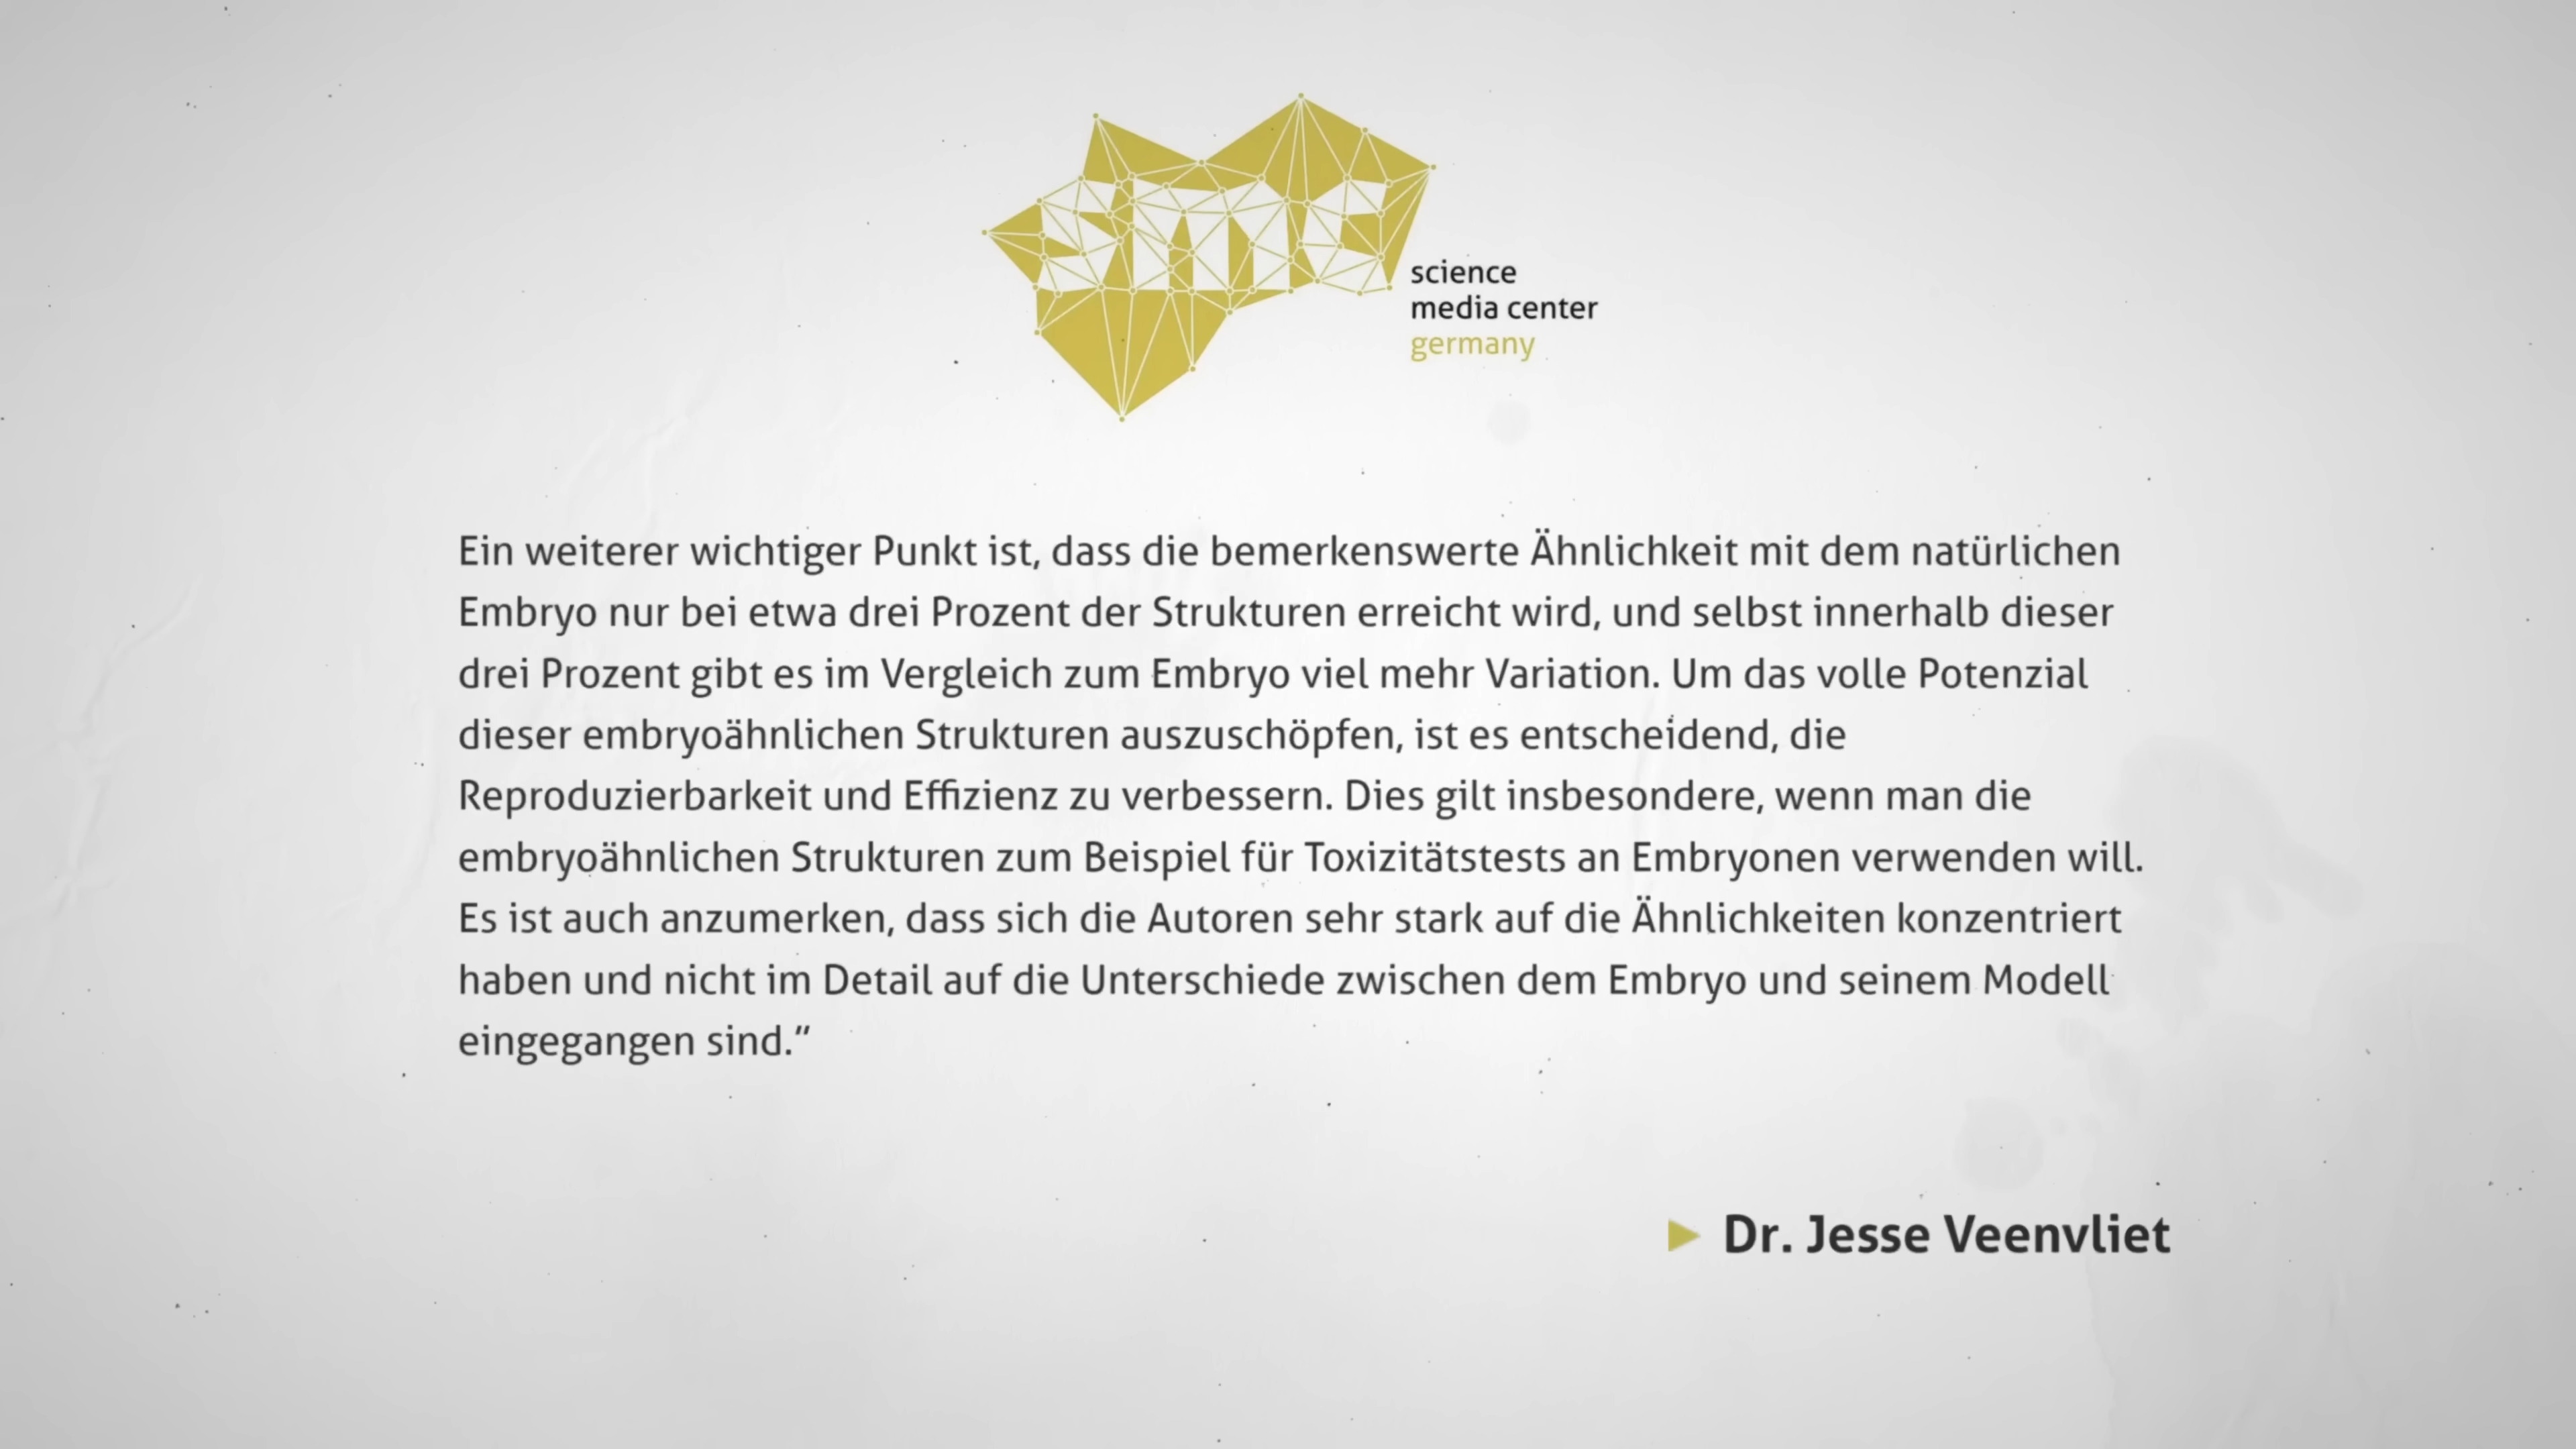 smc
science
media center
germany
Ein weiterer wichtiger Punkt ist, dass die bemerkenswerte Ähnlichkeit mit dem natürlichen
Embryo nur bei etwa drei Prozent der Strukturen erreicht wird, und selbst innerhalb dieser
drei Prozent gibt es im Vergleich zum Embryo viel mehr Variation. Um das volle Potenzial
dieser embryoähnlichen Strukturen auszuschöpfen, ist es entscheidend, die
Reproduzierbarkeit und Effizienz zu verbessern. Dies gilt insbesondere, wenn man die
embryoähnlichen Strukturen zum Beispiel für Toxizitätstests an Embryonen verwenden will.
Es ist auch anzumerken, dass sich die Autoren sehr stark auf die Ähnlichkeiten konzentriert
haben und nicht im Detail auf die Unterschiede zwischen dem Embryo und seinem Modell
eingegangen sind.“
Dr. Jesse Veenvliet